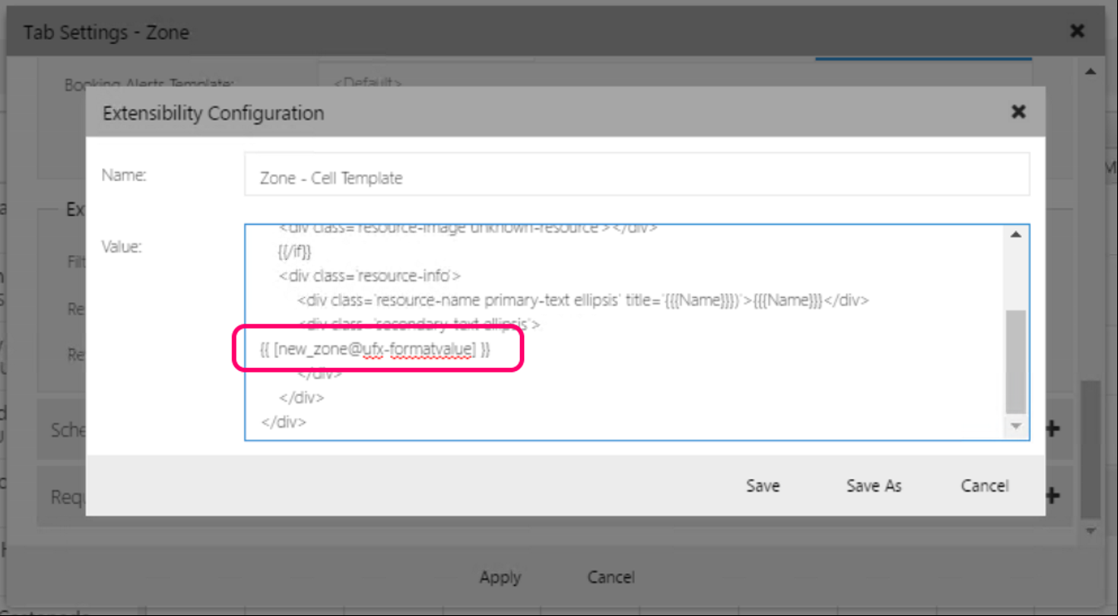 Tab Settings - Zone
Booking Alerts Template:
<Default>
Extensibility Configuration
Name:
Zone - Cell Template
Value:
<div class='resource-image unknown-resource'></div>
{{/if}}
<div class='resource-info'>
<div class='resource-name primary-text ellipsis' title='{{{Name}}})'>{{{Name}}}</div>
<div class='secondary-text ellipsis'>
{{ [new_zone@ufx-formatvalue] }}
</div>
</div>
</div>
Ex
Filt
Re
Re
Sche
Requ
Save
Save As
Cancel
Apply
Cancel